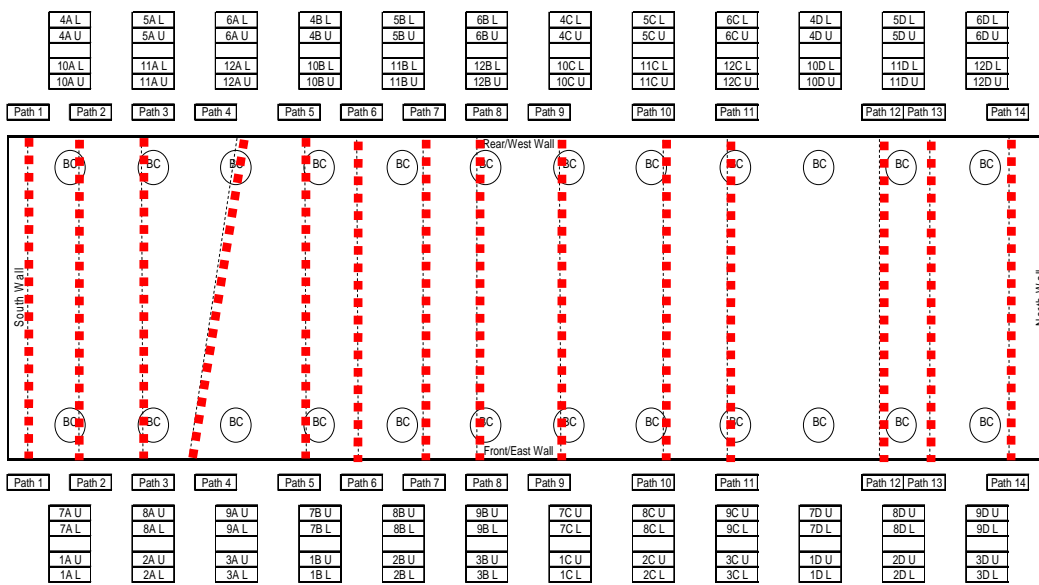 4A L 5A L 6A L 4B L 5B L 6B L 4C L 5C L 6C L 4D L 5D L 6D L
4A U 5A U 6A U 4B U 5B U 6B U 4C U 5C U 6C U 4D U 5D U 6D U
10A L 11A L 12A L 10B L 11B L 12B L 10C L 11C L 12C L 10D L 11D L 12D L
10A U 11A U 12A U 10B U 11B U 12B U 10C U 11C U 12C U 10D U 11D U 12D U
Path 1 Path 2 Path 3 Path 4 Path 5 Path 6 Path 7 Path 8 Path 9 Path 10 Path 11 Path 12 Path 13 Path 14
Rear/West Wall
BC BC BC BC BC BC BC BC BC BC BC BC
South Wall
North Wall
BC BC BC BC BC BC BC BC BC BC BC BC
Front/East Wall
Path 1 Path 2 Path 3 Path 4 Path 5 Path 6 Path 7 Path 8 Path 9 Path 10 Path 11 Path 12 Path 13 Path 14
7A U 8A U 9A U 7B U 8B U 9B U 7C U 8C U 9C U 7D U 8D U 9D U
7A L 8A L 9A L 7B L 8B L 9B L 7C L 8C L 9C L 7D L 8D L 9D L
1A U 2A U 3A U 1B U 2B U 3B U 1C U 2C U 3C U 1D U 2D U 3D U
1A L 2A L 3A L 1B L 2B L 3B L 1C L 2C L 3C L 1D L 2D L 3D L